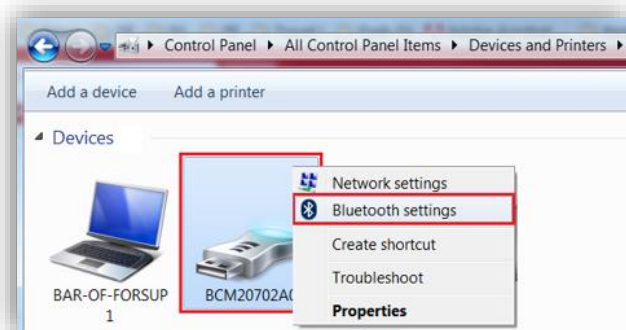 Control Panel ▸ All Control Panel Items ▸ Devices and Printers ▸
Add a device Add a printer
Devices
Network settings
Bluetooth settings
Create shortcut
Troubleshoot
Properties
BAR-OF-FORSUP
1
BCM20702A0